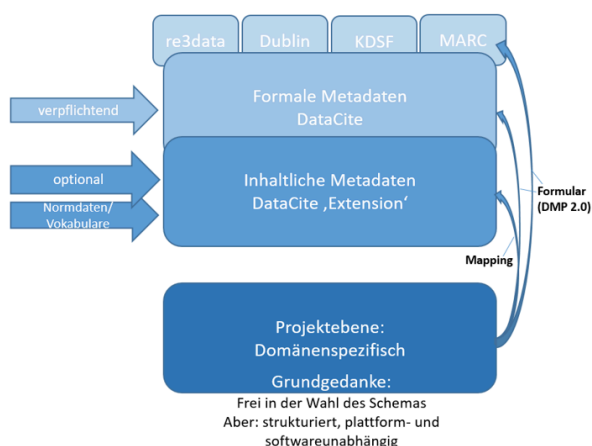 re3data
Dublin
KDSF
MARC
Formale Metadaten
DataCite
verpflichtend
Inhaltliche Metadaten
DataCite ‚Extension‘
optional
Normdaten/
Vokabulare
Formular
(DMP 2.0)
Mapping
Projektebene:
Domänenspezifisch
Grundgedanke:
Frei in der Wahl des Schemas
Aber: strukturiert, plattform- und
softwareunabhängig